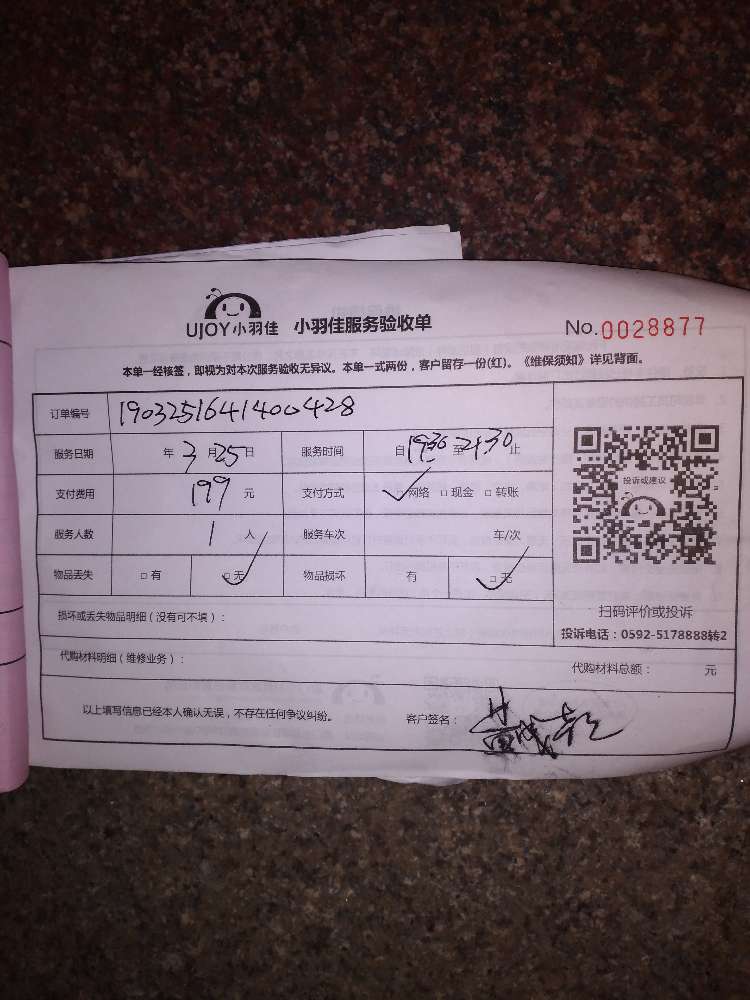 UJOY小羽佳 小羽佳服务验收单 No.0028877
本单一经核签，即视为对本次服务验收无异议。本单一式两份，客户留存一份(红)。《维保须知》详见背面。
订单编号 1903251641400428
服务日期 年 3 月 25 日 服务时间 自 19:30 至 21:30 止
支付费用 199 元 支付方式 网络 现金 转账
投诉或建议
服务人数 1 人 服务车次 车/次
物品丢失 有 无 物品损坏 有 无
扫码评价或投诉
损坏或丢失物品明细（没有可不填）：
投诉电话：0592-5178888转2
代购材料明细（维修业务）：
代购材料总额： 元
以上填写信息已经本人确认无误，不存在任何争议纠纷。 客户签名：